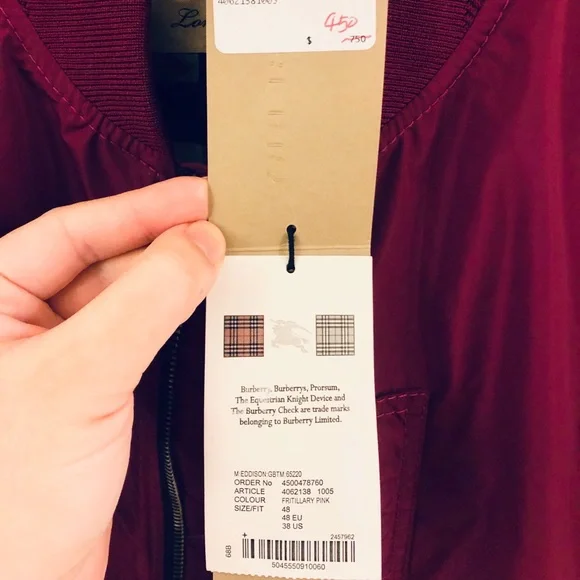 450
$ 750
Burberry, Burberrys, Prorsum,
The Equestrian Knight Device and
The Burberry Check are trade marks
belonging to Burberry Limited.
M:EDDISON:GBTM:65220
ORDER No 4500478760
ARTICLE 4062138 1005
COLOUR FRITILLARY PINK
SIZE/FIT 48
48 EU
38 US
+ 2457962
68B
5045550910060